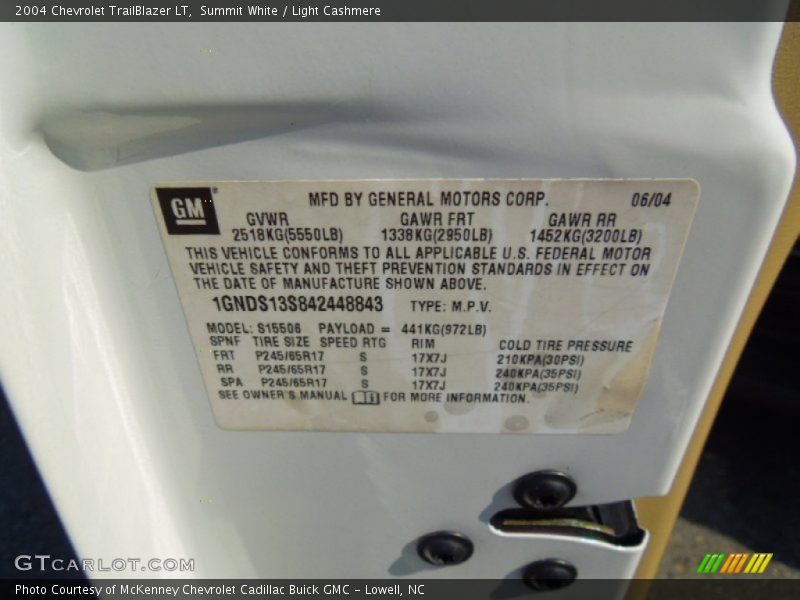 2004 Chevrolet TrailBlazer LT, Summit White / Light Cashmere
GM
MFD BY GENERAL MOTORS CORP. 06/04
GVWR GAWR FRT GAWR RR
2518KG(5550LB) 1338KG(2950LB) 1452KG(3200LB)
THIS VEHICLE CONFORMS TO ALL APPLICABLE U.S. FEDERAL MOTOR
VEHICLE SAFETY AND THEFT PREVENTION STANDARDS IN EFFECT ON
THE DATE OF MANUFACTURE SHOWN ABOVE.
1GNDS13S842448843 TYPE: M.P.V.
MODEL: S15506 PAYLOAD = 441KG(972LB)
SPNF TIRE SIZE SPEED RTG RIM COLD TIRE PRESSURE
FRT P245/65R17 S 17X7J 210KPA(30PSI)
RR P245/65R17 S 17X7J 240KPA(35PSI)
SPA P245/65R17 S 17X7J 240KPA(35PSI)
SEE OWNER'S MANUAL FOR MORE INFORMATION.
GTCARLOT.COM
Photo Courtesy of McKenney Chevrolet Cadillac Buick GMC - Lowell, NC